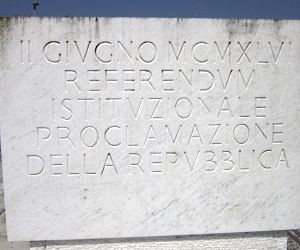 II GIVGNO MCMXLVI
REFERENDVM
ISTITVZIONALE
PROCLAMAZIONE
DELLA REPVBBLICA